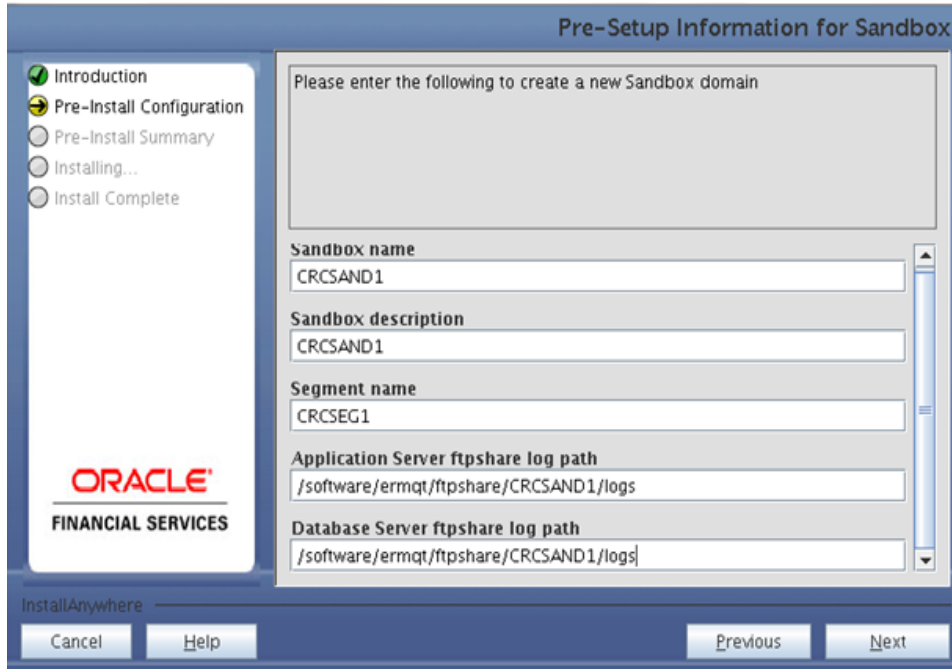 Pre-Setup Information for Sandbox
Introduction
Pre-Install Configuration
Pre-Install Summary
Installing...
Install Complete
ORACLE
FINANCIAL SERVICES
Please enter the following to create a new Sandbox domain
Sandbox name
CRCSAND1
Sandbox description
CRCSAND1
Segment name
CRCSEG1
Application Server ftpshare log path
/software/ermqt/ftpshare/CRCSAND1/logs
Database Server ftpshare log path
/software/ermqt/ftpshare/CRCSAND1/logs
InstallAnywhere
Cancel Help Previous Next